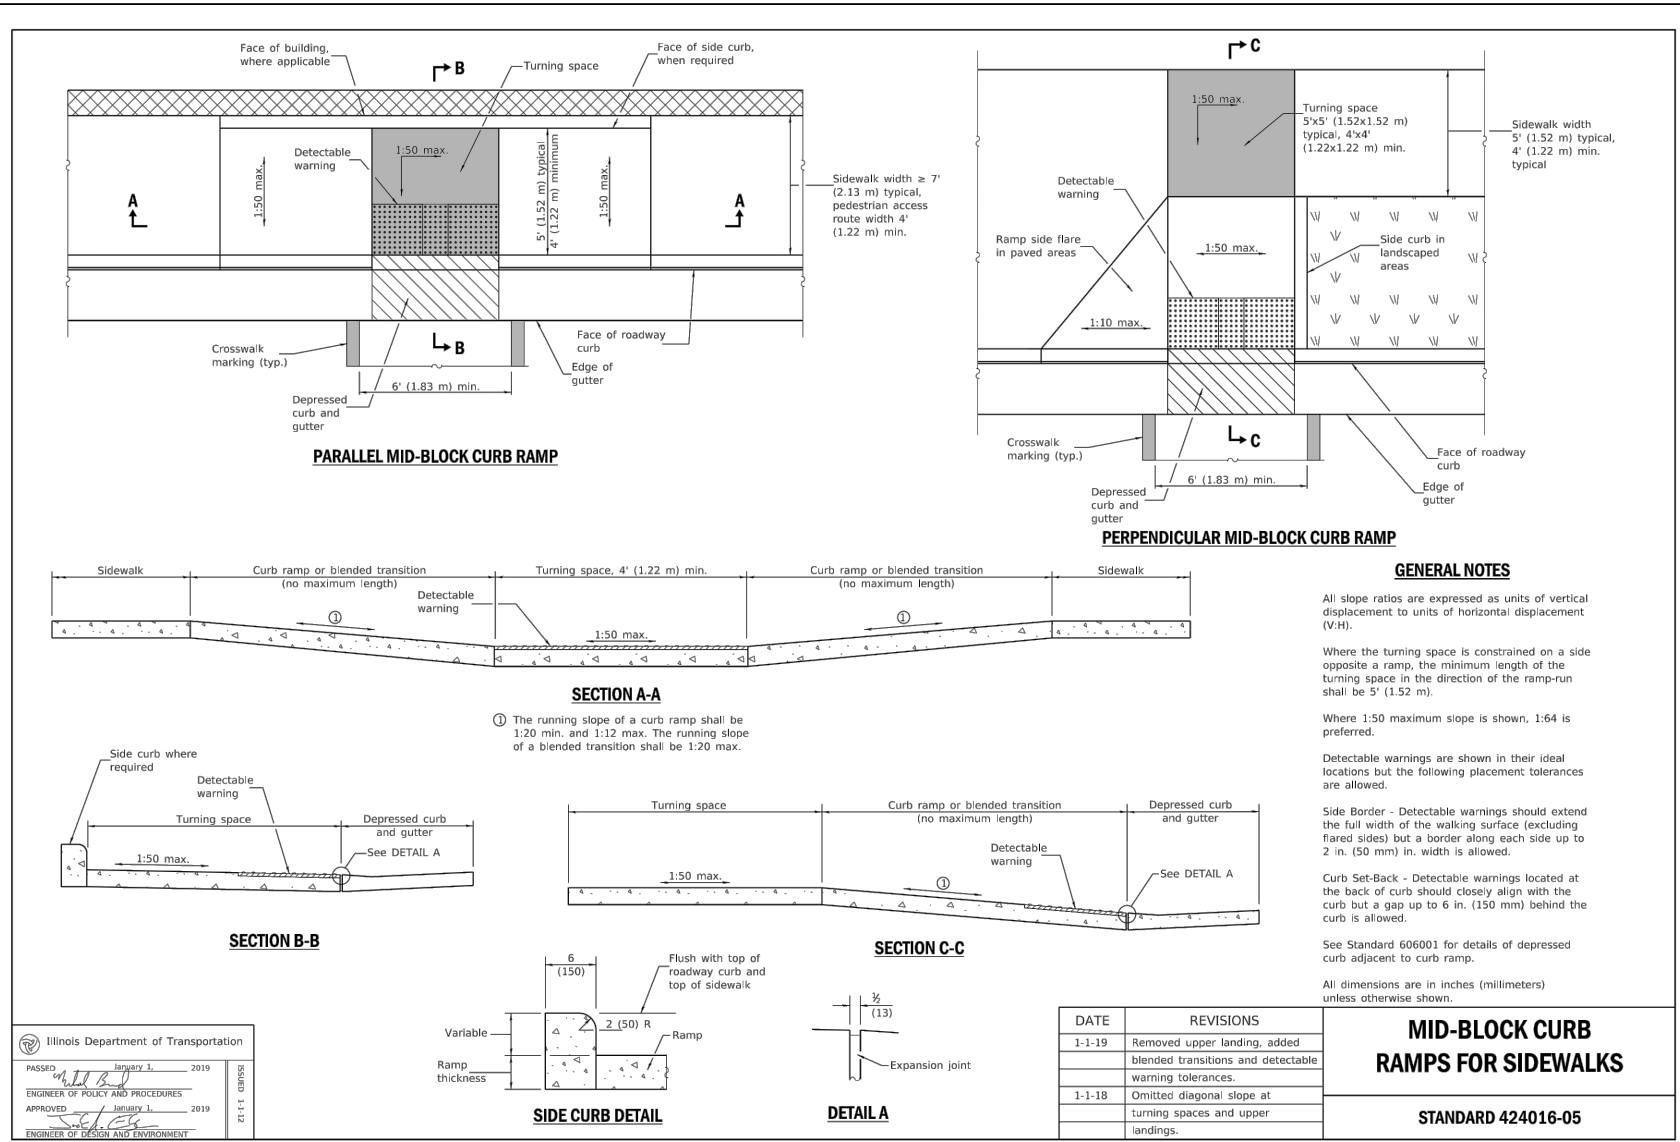 Face of building,
where applicable
B
Turning space
Face of side curb,
when required
Detectable
warning
1:50 max.
1:50 max.
1:50 max.
5' (1.52 m) typical
4' (1.22 m) minimum
A
A
Sidewalk width ≥ 7'
(2.13 m) typical,
pedestrian access
route width 4'
(1.22 m) min.
Crosswalk
marking (typ.)
B
Face of roadway
curb
Edge of
gutter
6' (1.83 m) min.
Depressed
curb and
gutter
PARALLEL MID-BLOCK CURB RAMP
C
1:50 max.
Turning space
5'x5' (1.52x1.52 m)
typical, 4'x4'
(1.22x1.22 m) min.
Sidewalk width
5' (1.52 m) typical,
4' (1.22 m) min.
typical
Detectable
warning
Ramp side flare
in paved areas
1:50 max.
Side curb in
landscaped
areas
1:10 max.
Crosswalk
marking (typ.)
C
Face of roadway
curb
6' (1.83 m) min.
Edge of
gutter
Depressed
curb and
gutter
PERPENDICULAR MID-BLOCK CURB RAMP
Sidewalk
Curb ramp or blended transition
(no maximum length)
Turning space, 4' (1.22 m) min.
Curb ramp or blended transition
(no maximum length)
Sidewalk
Detectable
warning
1
1:50 max.
1
SECTION A-A
1 The running slope of a curb ramp shall be
1:20 min. and 1:12 max. The running slope
of a blended transition shall be 1:20 max.
Side curb where
required
Detectable
warning
Turning space
Depressed curb
and gutter
1:50 max.
See DETAIL A
SECTION B-B
Turning space
Curb ramp or blended transition
(no maximum length)
Depressed curb
and gutter
Detectable
warning
1:50 max.
1
See DETAIL A
SECTION C-C
6
(150)
Flush with top of
roadway curb and
top of sidewalk
2 (50) R
Variable
Ramp
Ramp
thickness
SIDE CURB DETAIL
½
(13)
Expansion joint
DETAIL A
GENERAL NOTES
All slope ratios are expressed as units of vertical
displacement to units of horizontal displacement
(V:H).
Where the turning space is constrained on a side
opposite a ramp, the minimum length of the
turning space in the direction of the ramp-run
shall be 5' (1.52 m).
Where 1:50 maximum slope is shown, 1:64 is
preferred.
Detectable warnings are shown in their ideal
locations but the following placement tolerances
are allowed.
Side Border - Detectable warnings should extend
the full width of the walking surface (excluding
flared sides) but a border along each side up to
2 in. (50 mm) in. width is allowed.
Curb Set-Back - Detectable warnings located at
the back of curb should closely align with the
curb but a gap up to 6 in. (150 mm) behind the
curb is allowed.
See Standard 606001 for details of depressed
curb adjacent to curb ramp.
All dimensions are in inches (millimeters)
unless otherwise shown.
Illinois Department of Transportation
PASSED January 1, 2019
ENGINEER OF POLICY AND PROCEDURES
APPROVED January 1, 2019
ENGINEER OF DESIGN AND ENVIRONMENT
ISSUED 1-1-12
DATE REVISIONS
1-1-19 Removed upper landing, added
blended transitions and detectable
warning tolerances.
1-1-18 Omitted diagonal slope at
turning spaces and upper
landings.
MID-BLOCK CURB
RAMPS FOR SIDEWALKS
STANDARD 424016-05